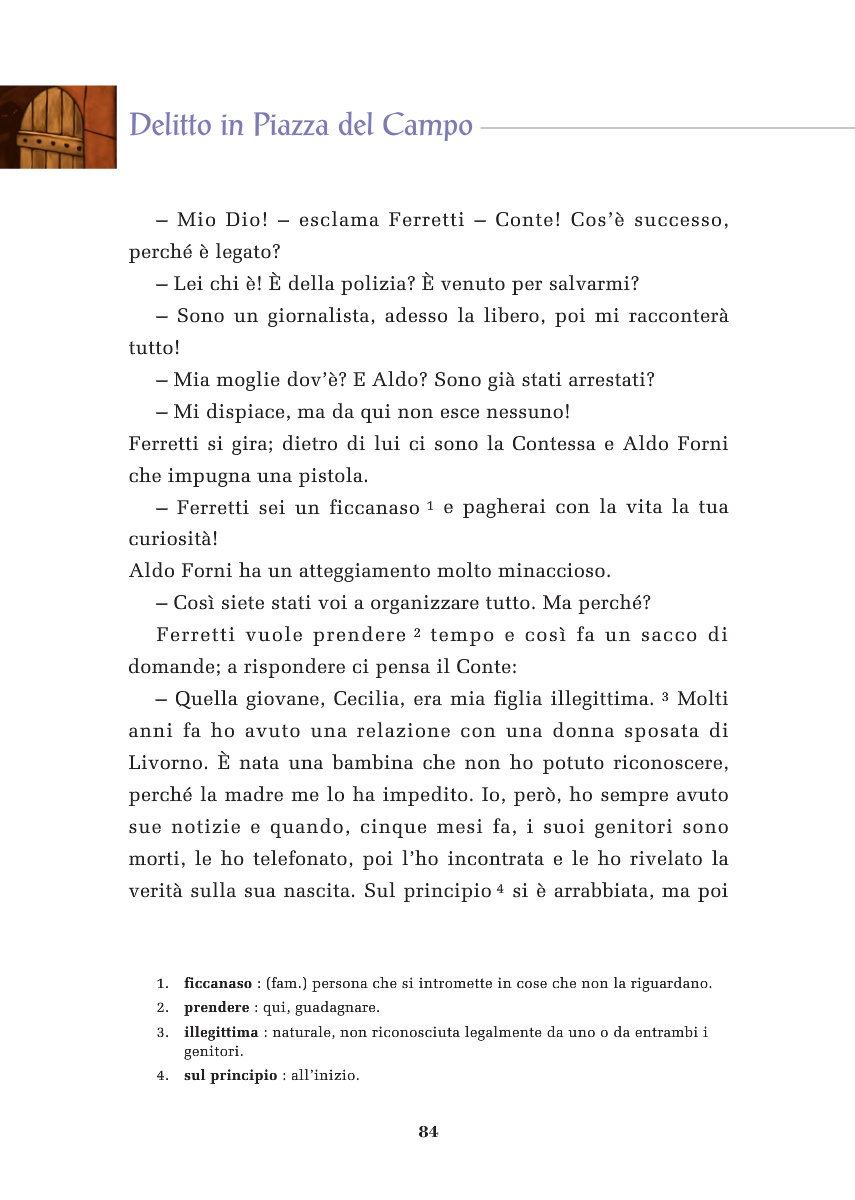 Delitto in Piazza del Campo
– Mio Dio! – esclama Ferretti – Conte! Cos’è successo,
perché è legato?
– Lei chi è! È della polizia? È venuto per salvarmi?
– Sono un giornalista, adesso la libero, poi mi racconterà
tutto!
– Mia moglie dov’è? E Aldo? Sono già stati arrestati?
– Mi dispiace, ma da qui non esce nessuno!
Ferretti si gira; dietro di lui ci sono la Contessa e Aldo Forni
che impugna una pistola.
– Ferretti sei un ficcanaso 1 e pagherai con la vita la tua
curiosità!
Aldo Forni ha un atteggiamento molto minaccioso.
– Così siete stati voi a organizzare tutto. Ma perché?
Ferretti vuole prendere 2 tempo e così fa un sacco di
domande; a rispondere ci pensa il Conte:
– Quella giovane, Cecilia, era mia figlia illegittima. 3 Molti
anni fa ho avuto una relazione con una donna sposata di
Livorno. È nata una bambina che non ho potuto riconoscere,
perché la madre me lo ha impedito. Io, però, ho sempre avuto
sue notizie e quando, cinque mesi fa, i suoi genitori sono
morti, le ho telefonato, poi l’ho incontrata e le ho rivelato la
verità sulla sua nascita. Sul principio 4 si è arrabbiata, ma poi
1. ficcanaso : (fam.) persona che si intromette in cose che non la riguardano.
2. prendere : qui, guadagnare.
3. illegittima : naturale, non riconosciuta legalmente da uno o da entrambi i
genitori.
4. sul principio : all’inizio.
84